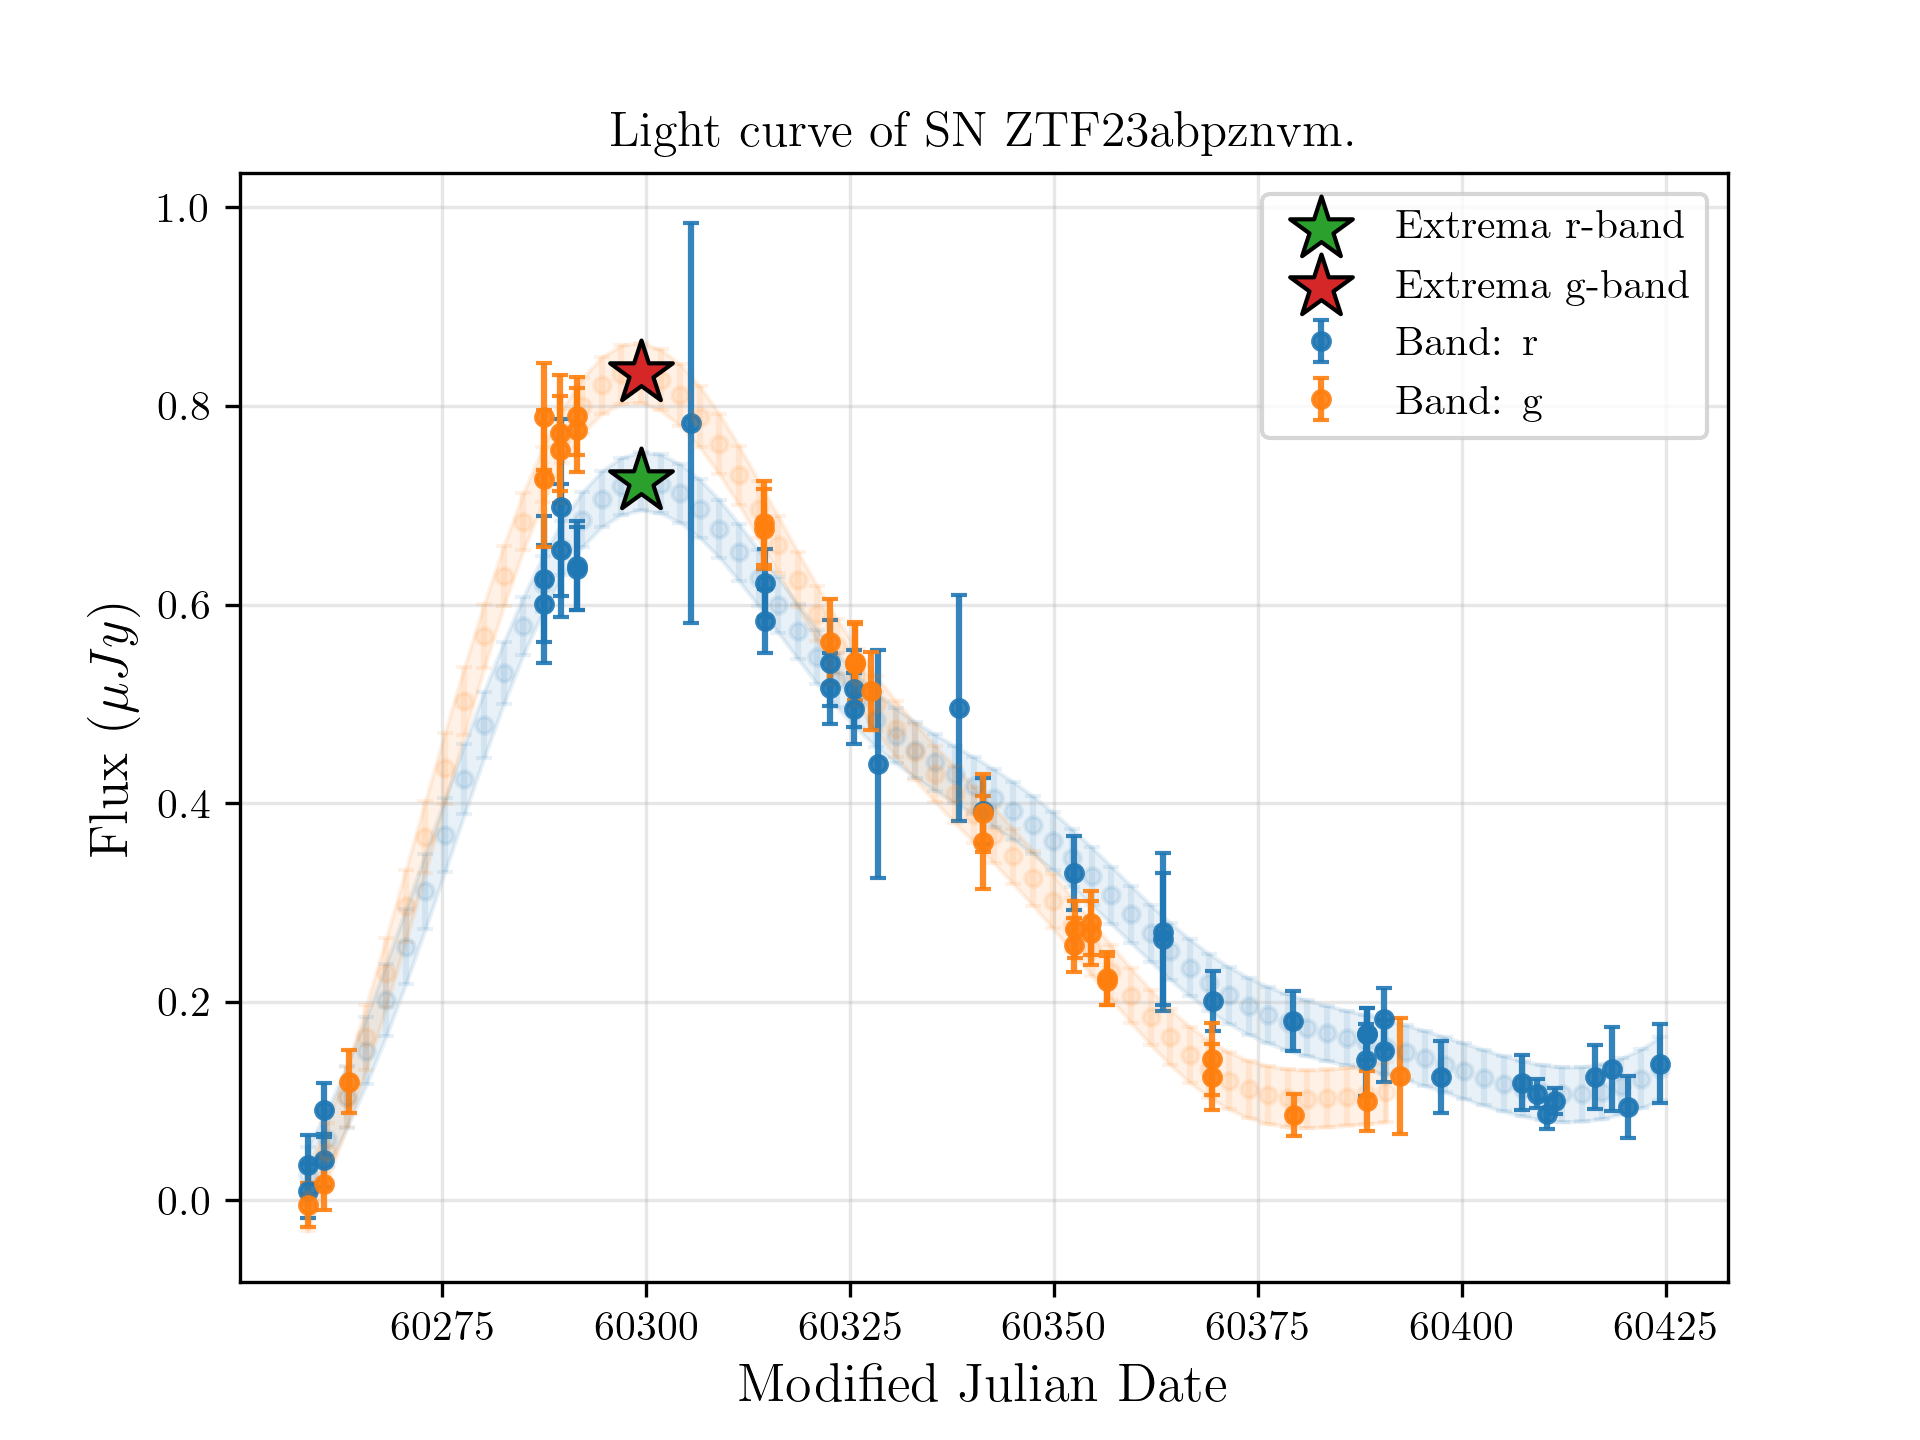 Light curve of SN ZTF23abpznvm.
Extrema r-band
Extrema g-band
Band: r
Band: g
1.0
0.8
0.6
0.4
0.2
0.0
Flux (μJy)
60275 60300 60325 60350 60375 60400 60425
Modified Julian Date